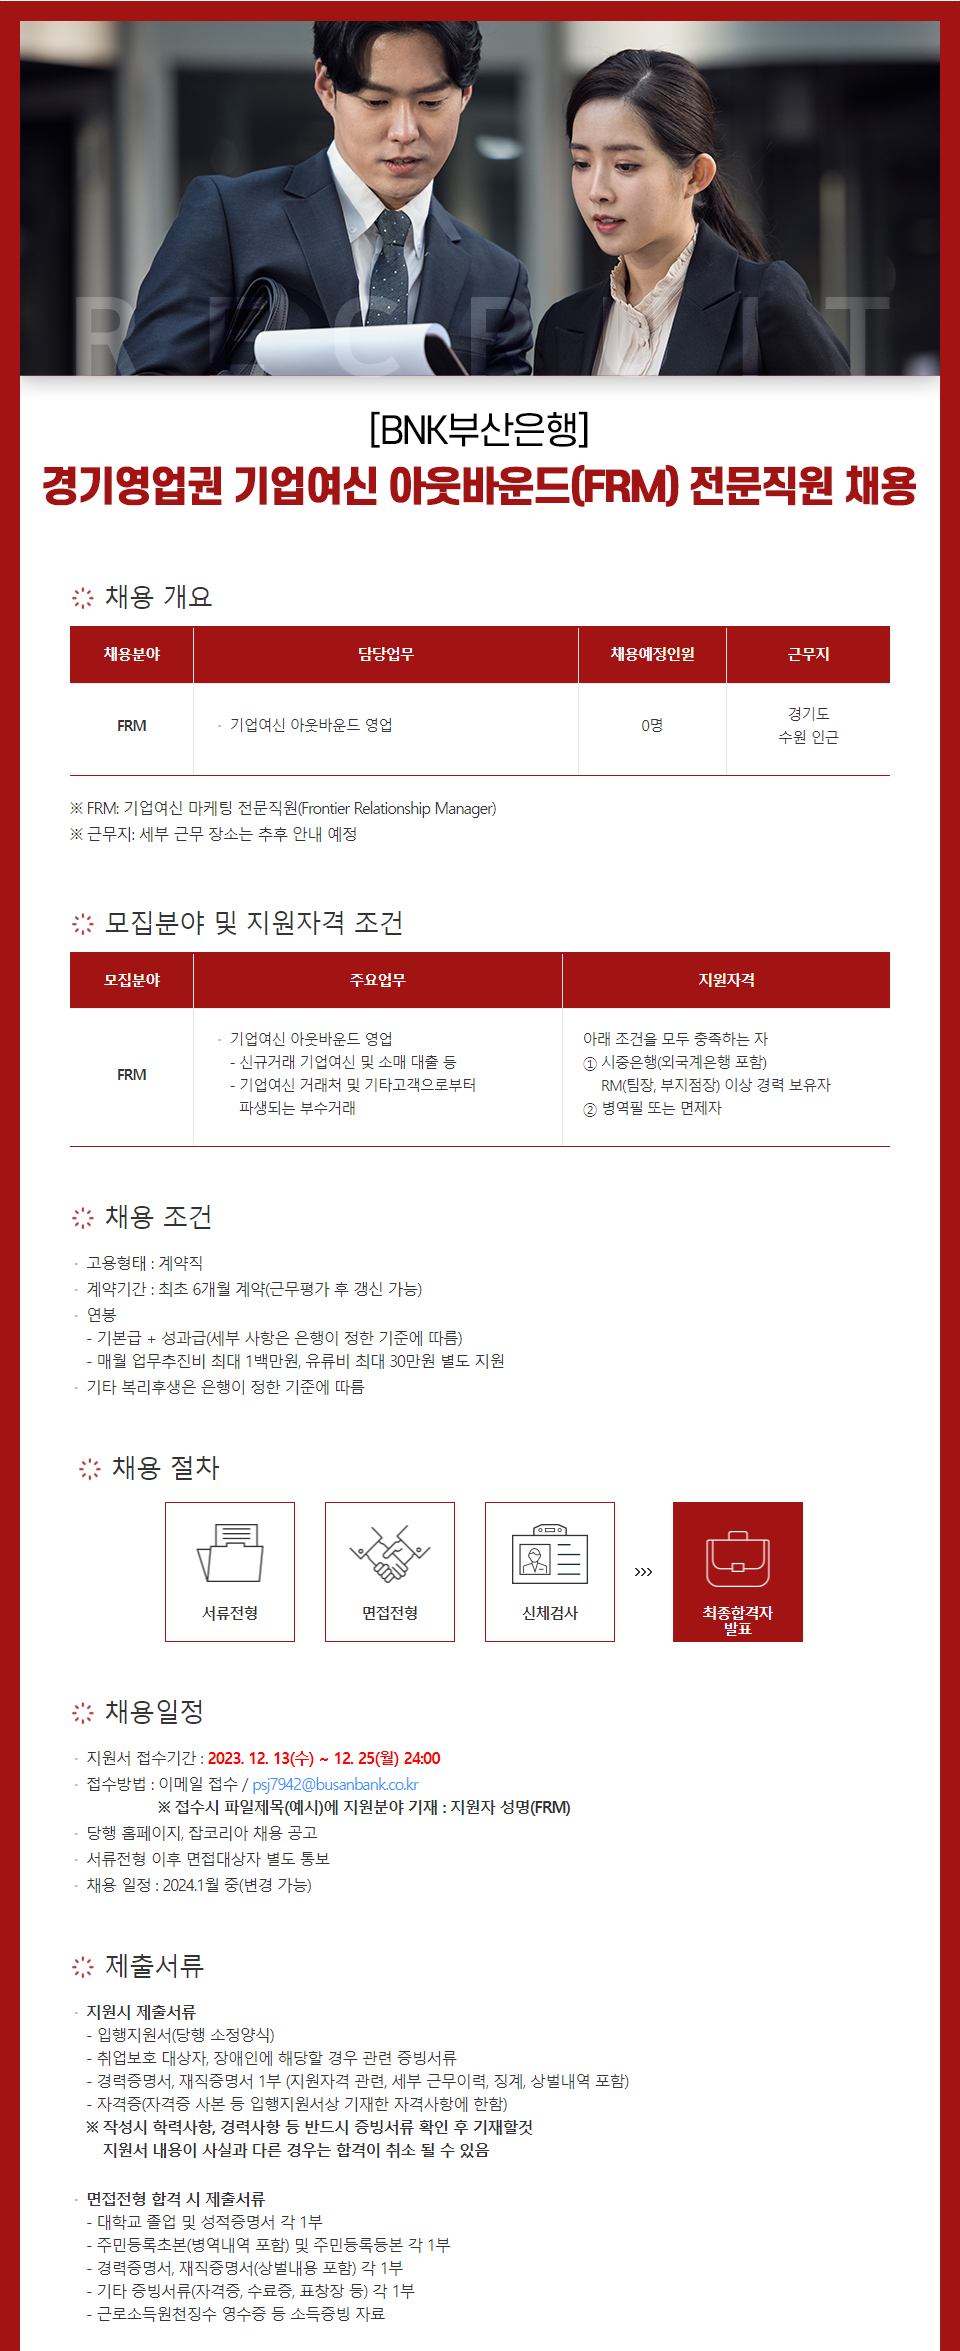 RECRUIT
[BNK부산은행]
경기영업권 기업여신 아웃바운드(FRM) 전문직원 채용
채용 개요
채용분야 담당업무 채용예정인원 근무지
FRM · 기업여신 아웃바운드 영업 0명 경기도
수원 인근
※ FRM: 기업여신 마케팅 전문직원(Frontier Relationship Manager)
※ 근무지: 세부 근무 장소는 추후 안내 예정
모집분야 및 지원자격 조건
모집분야 주요업무 지원자격
FRM
· 기업여신 아웃바운드 영업
- 신규거래 기업여신 및 소매 대출 등
- 기업여신 거래처 및 기타고객으로부터
파생되는 부수거래
아래 조건을 모두 충족하는 자
① 시중은행(외국계은행 포함)
RM(팀장, 부지점장) 이상 경력 보유자
② 병역필 또는 면제자
채용 조건
· 고용형태 : 계약직
· 계약기간 : 최초 6개월 계약(근무평가 후 갱신 가능)
· 연봉
- 기본급 + 성과급(세부 사항은 은행이 정한 기준에 따름)
- 매월 업무추진비 최대 1백만원, 유류비 최대 30만원 별도 지원
· 기타 복리후생은 은행이 정한 기준에 따름
채용 절차
서류전형
면접전형
신체검사
›››
최종합격자
발표
채용일정
· 지원서 접수기간 : 2023. 12. 13(수) ~ 12. 25(월) 24:00
· 접수방법 : 이메일 접수 / psj7942@busanbank.co.kr
※ 접수시 파일제목(예시)에 지원분야 기재 : 지원자 성명(FRM)
· 당행 홈페이지, 잡코리아 채용 공고
· 서류전형 이후 면접대상자 별도 통보
· 채용 일정 : 2024.1월 중(변경 가능)
제출서류
· 지원시 제출서류
- 입행지원서(당행 소정양식)
- 취업보호 대상자, 장애인에 해당할 경우 관련 증빙서류
- 경력증명서, 재직증명서 1부 (지원자격 관련, 세부 근무이력, 징계, 상벌내역 포함)
- 자격증(자격증 사본 등 입행지원서상 기재한 자격사항에 한함)
※ 작성시 학력사항, 경력사항 등 반드시 증빙서류 확인 후 기재할것
지원서 내용이 사실과 다른 경우는 합격이 취소 될 수 있음
· 면접전형 합격 시 제출서류
- 대학교 졸업 및 성적증명서 각 1부
- 주민등록초본(병역내역 포함) 및 주민등록등본 각 1부
- 경력증명서, 재직증명서(상벌내용 포함) 각 1부
- 기타 증빙서류(자격증, 수료증, 표창장 등) 각 1부
- 근로소득원천징수 영수증 등 소득증빙 자료